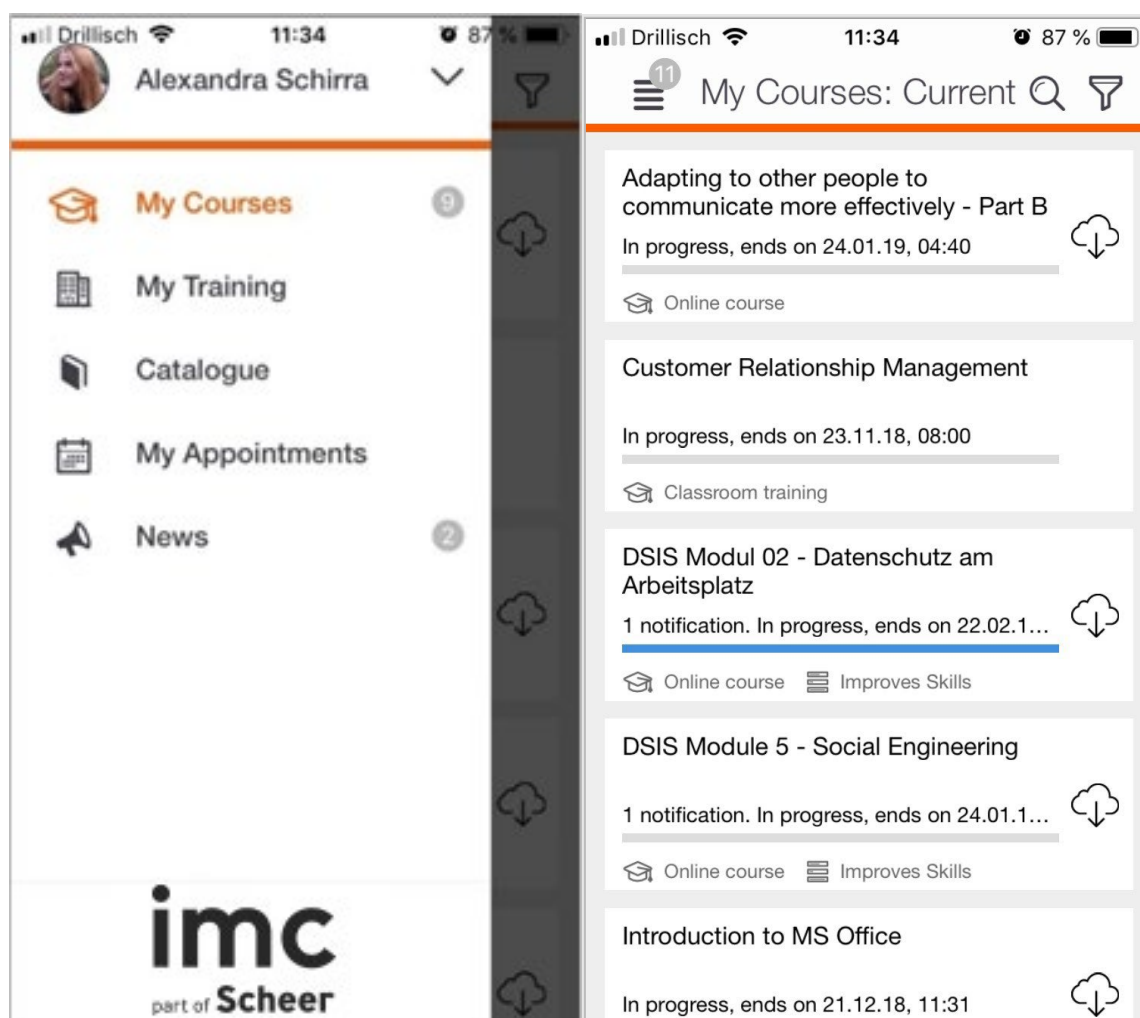 Drillisch 11:34 87 %
Alexandra Schirra
My Courses 9
My Training
Catalogue
My Appointments
News 2
imc
part of Scheer
Drillisch 11:34 87 %
11
My Courses: Current
Adapting to other people to
communicate more effectively - Part B
In progress, ends on 24.01.19, 04:40
Online course
Customer Relationship Management
In progress, ends on 23.11.18, 08:00
Classroom training
DSIS Modul 02 - Datenschutz am
Arbeitsplatz
1 notification. In progress, ends on 22.02.1...
Online course Improves Skills
DSIS Module 5 - Social Engineering
1 notification. In progress, ends on 24.01.1...
Online course Improves Skills
Introduction to MS Office
In progress, ends on 21.12.18, 11:31